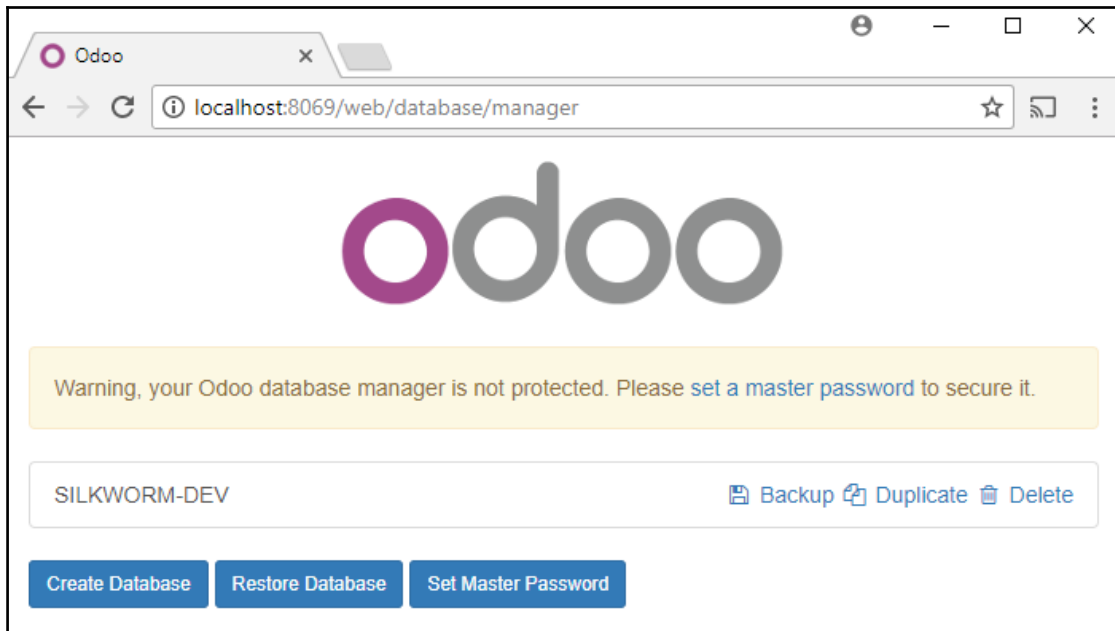 Odoo
localhost:8069/web/database/manager
odoo
Warning, your Odoo database manager is not protected. Please set a master password to secure it.
SILKWORM-DEV Backup Duplicate Delete
Create Database Restore Database Set Master Password